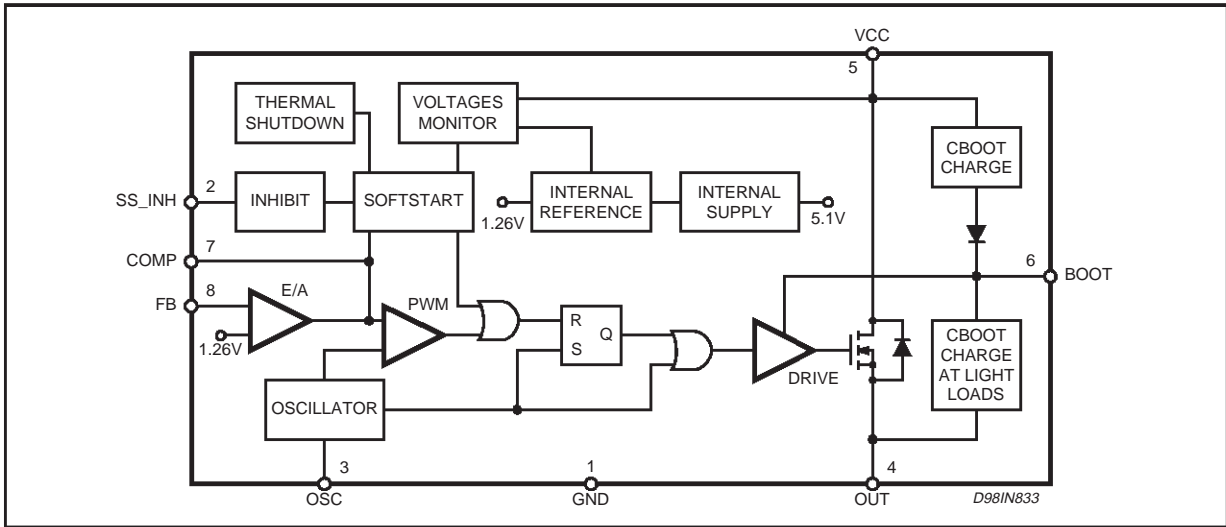 VCC
5
THERMAL
SHUTDOWN
VOLTAGES
MONITOR
CBOOT
CHARGE
SS_INH
2
INHIBIT
SOFTSTART
1.26V
INTERNAL
REFERENCE
INTERNAL
SUPPLY
5.1V
COMP
7
6
BOOT
FB
8
E/A
1.26V
PWM
R
S
Q
DRIVE
CBOOT
CHARGE
AT LIGHT
LOADS
OSCILLATOR
3
OSC
1
GND
4
OUT
D98IN833